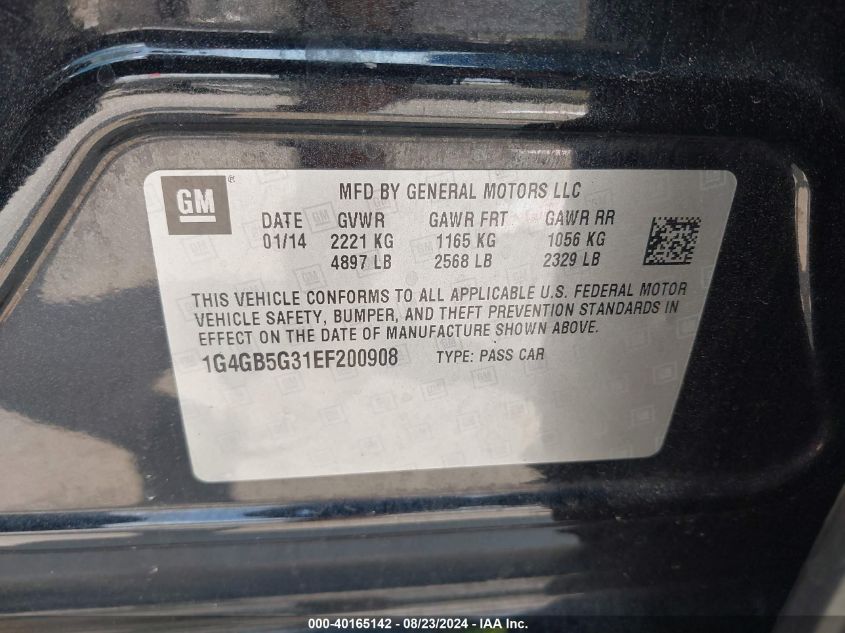 GM ® MFD BY GENERAL MOTORS LLC
DATE GVWR GAWR FRT GAWR RR
01/14 2221 KG 1165 KG 1056 KG
4897 LB 2568 LB 2329 LB
THIS VEHICLE CONFORMS TO ALL APPLICABLE U.S. FEDERAL MOTOR
VEHICLE SAFETY, BUMPER, AND THEFT PREVENTION STANDARDS IN
EFFECT ON THE DATE OF MANUFACTURE SHOWN ABOVE.
1G4GB5G31EF200908 TYPE: PASS CAR
000-40165142 - 08/23/2024 - IAA Inc.